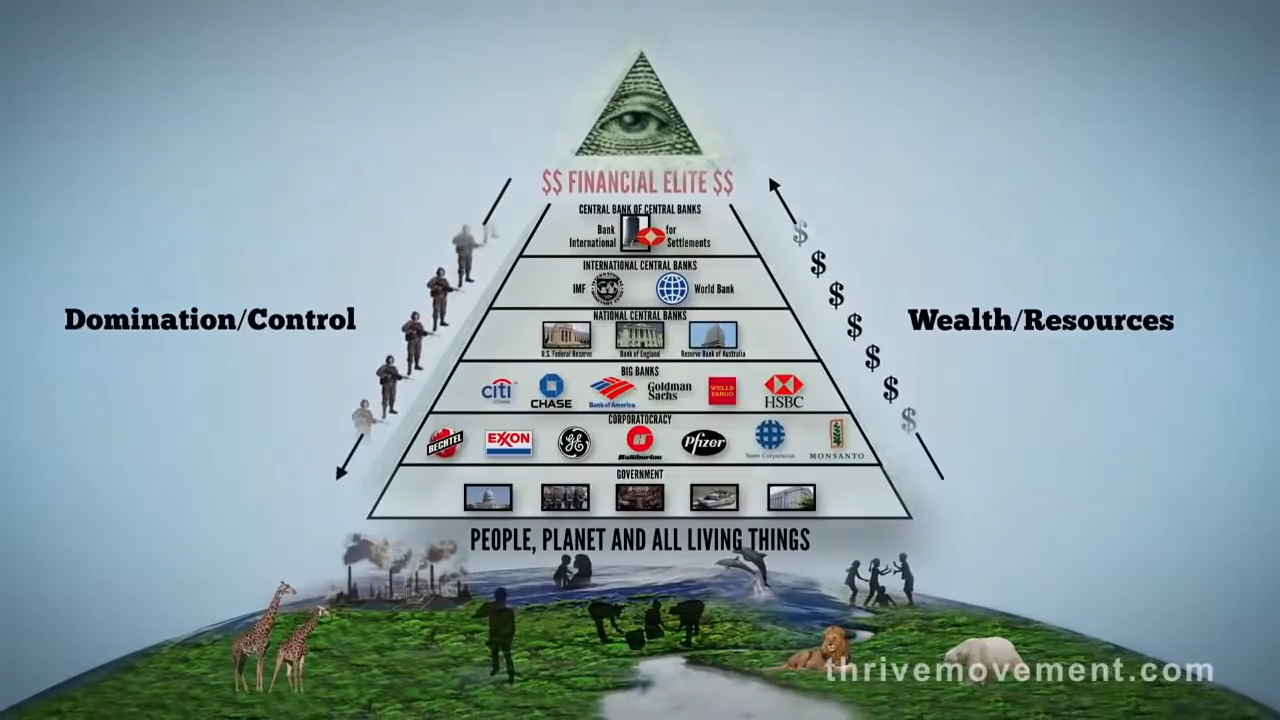 $$ FINANCIAL ELITE $$
CENTRAL BANK OF CENTRAL BANKS
Bank for
International Settlements
INTERNATIONAL CENTRAL BANKS
IMF World Bank
NATIONAL CENTRAL BANKS
U.S. Federal Reserve Bank of England Reserve Bank of Australia
Domination/Control
Wealth/Resources
$
$
$
$
$
$
$
BIG BANKS
citi CHASE Bank of America Goldman Sachs WELLS FARGO HSBC
CORPORATOCRACY
BECHTEL EXXON GE Halliburton Pfizer News Corporation MONSANTO
GOVERNMENT
PEOPLE, PLANET AND ALL LIVING THINGS
thrivemovement.com